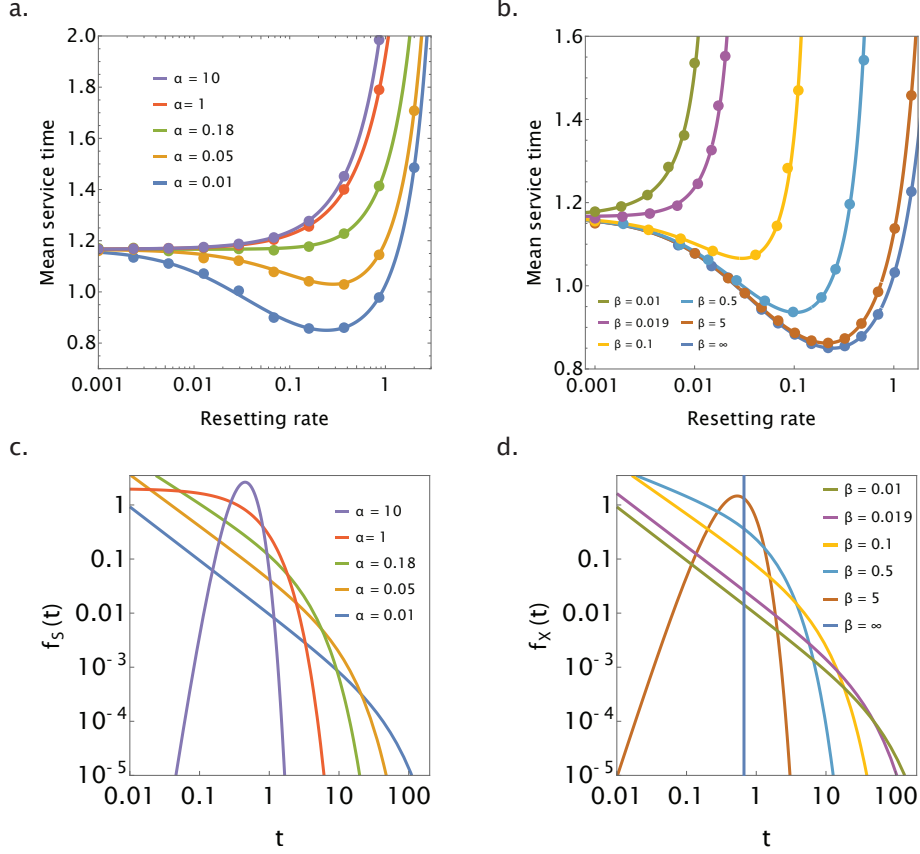 a.
Mean service time
2.0
1.8
1.6
1.4
1.2
1.0
0.8
α = 10
α= 1
α = 0.18
α = 0.05
α = 0.01
0.001
0.01
0.1
1
Resetting rate
b.
Mean service time
1.6
1.4
1.2
1.0
0.8
β = 0.01
β = 0.019
β = 0.1
β = 0.5
β = 5
β = ∞
0.001
0.01
0.1
1
Resetting rate
c.
f_S (t)
1
0.1
0.01
10^-3
10^-4
10^-5
α = 10
α= 1
α = 0.18
α = 0.05
α = 0.01
0.01
0.1
1
10
100
t
d.
f_X (t)
1
0.1
0.01
10^-3
10^-4
10^-5
β = 0.01
β = 0.019
β = 0.1
β = 0.5
β = 5
β = ∞
0.01
0.1
1
10
100
t